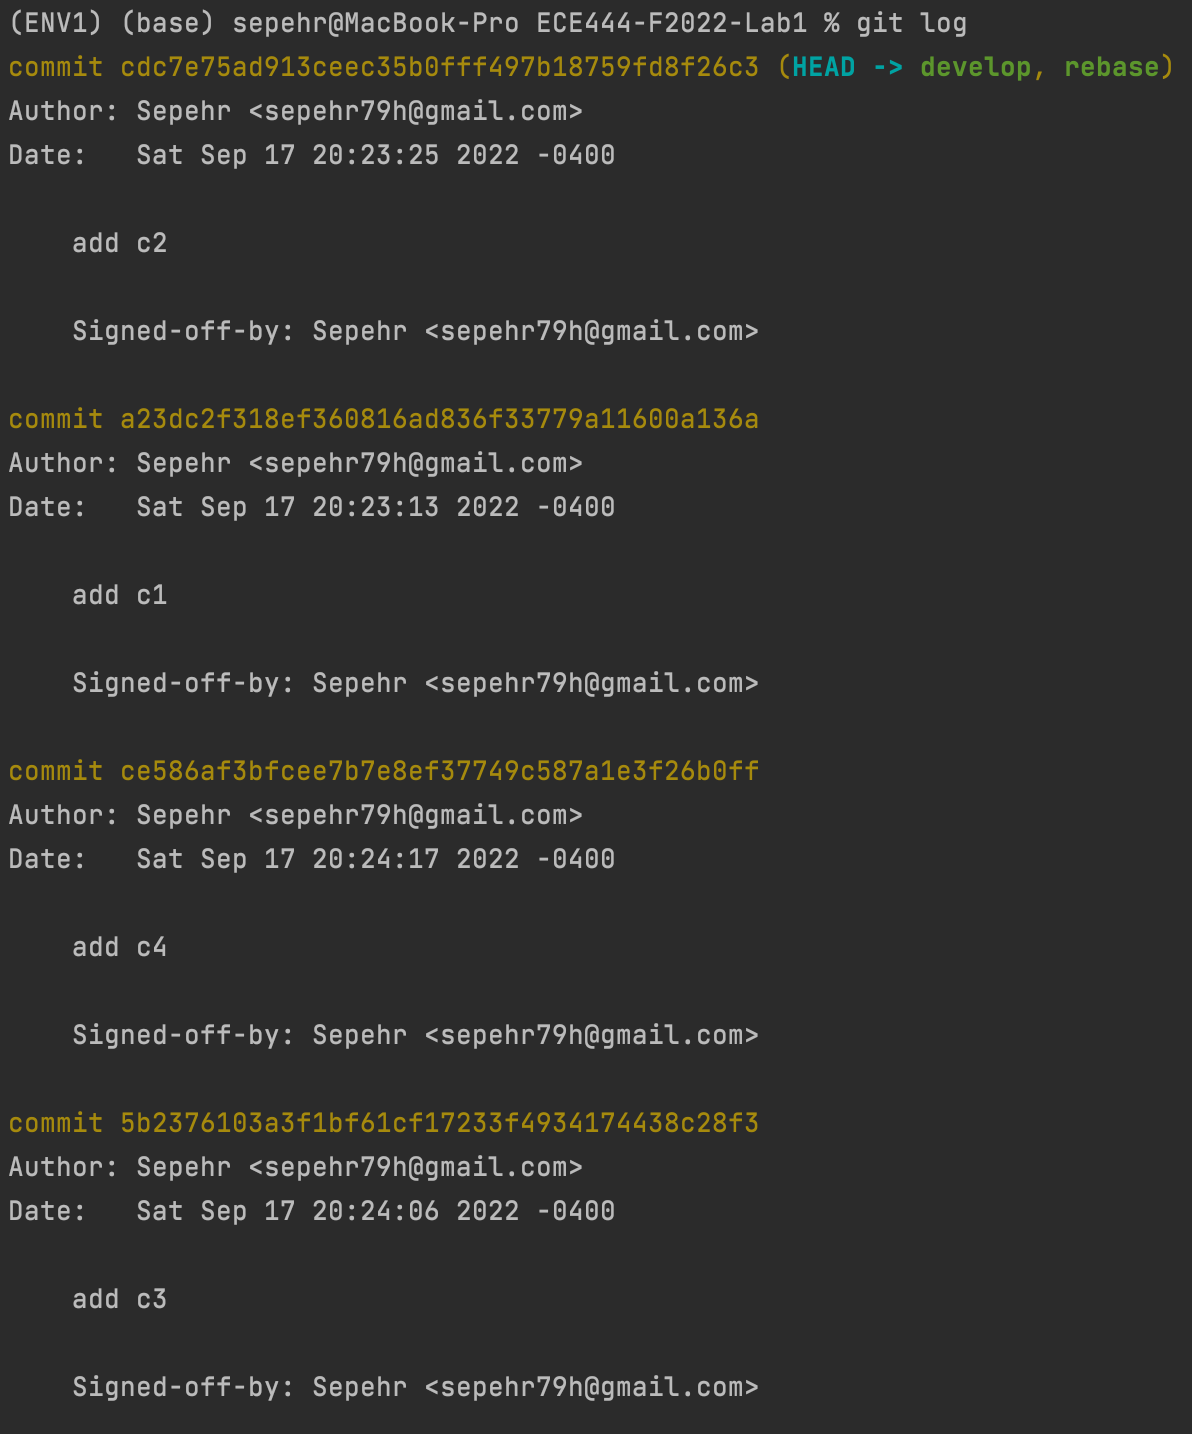 (ENV1) (base) sepehr@MacBook-Pro ECE444-F2022-Lab1 % git log
commit cdc7e75ad913ceec35b0fff497b18759fd8f26c3 (HEAD -> develop, rebase)
Author: Sepehr <sepehr79h@gmail.com>
Date:   Sat Sep 17 20:23:25 2022 -0400
    add c2
    Signed-off-by: Sepehr <sepehr79h@gmail.com>
commit a23dc2f318ef360816ad836f33779a11600a136a
Author: Sepehr <sepehr79h@gmail.com>
Date:   Sat Sep 17 20:23:13 2022 -0400
    add c1
    Signed-off-by: Sepehr <sepehr79h@gmail.com>
commit ce586af3bfcee7b7e8ef37749c587a1e3f26b0ff
Author: Sepehr <sepehr79h@gmail.com>
Date:   Sat Sep 17 20:24:17 2022 -0400
    add c4
    Signed-off-by: Sepehr <sepehr79h@gmail.com>
commit 5b2376103a3f1bf61cf17233f4934174438c28f3
Author: Sepehr <sepehr79h@gmail.com>
Date:   Sat Sep 17 20:24:06 2022 -0400
    add c3
    Signed-off-by: Sepehr <sepehr79h@gmail.com>